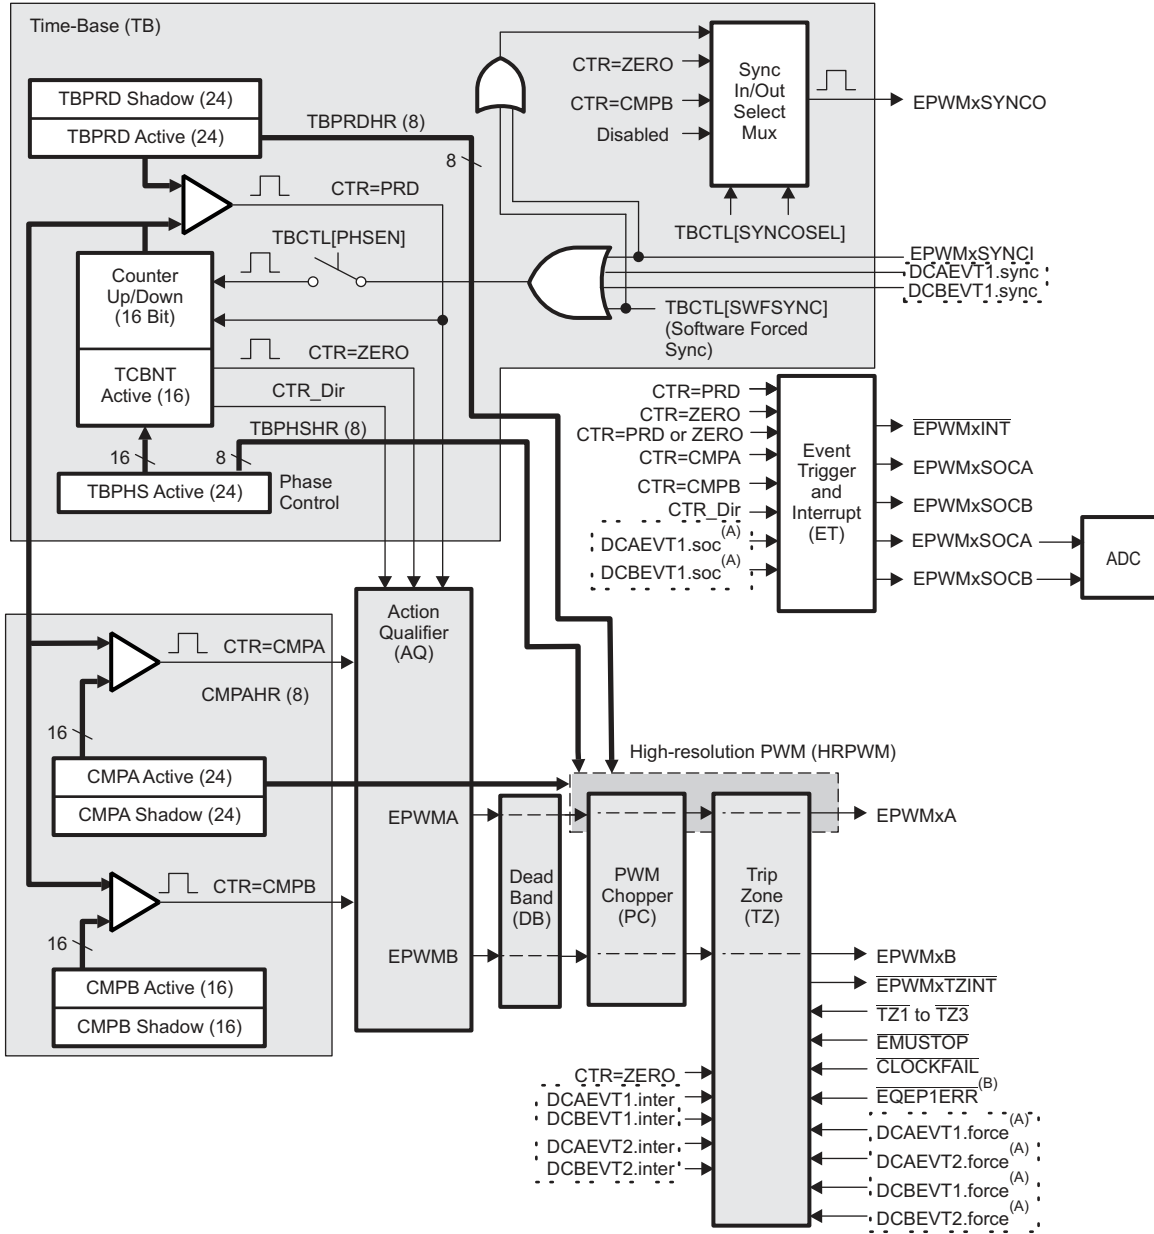 Time-Base (TB)
TBPRD Shadow (24)
TBPRD Active (24)
TBPRDHR (8)
8
CTR=PRD
TBCTL[PHSEN]
Counter
Up/Down
(16 Bit)
TCBNT
Active (16)
CTR=ZERO
CTR_Dir
TBPHSHR (8)
16
8
TBPHS Active (24)
Phase
Control
CTR=ZERO
CTR=CMPB
Disabled
Sync
In/Out
Select
Mux
EPWMxSYNCO
TBCTL[SYNCOSEL]
EPWMxSYNCI
DCAEVT1.sync
DCBEVT1.sync
TBCTL[SWFSYNC]
(Software Forced
Sync)
CTR=PRD
CTR=ZERO
CTR=PRD or ZERO
CTR=CMPA
CTR=CMPB
CTR_Dir
DCAEVT1.soc(A)
DCBEVT1.soc(A)
Event
Trigger
and
Interrupt
(ET)
EPWMxINT
EPWMxSOCA
EPWMxSOCB
EPWMxSOCA
EPWMxSOCB
ADC
Action
Qualifier
(AQ)
CTR=CMPA
CMPAHR (8)
16
CMPA Active (24)
CMPA Shadow (24)
CTR=CMPB
16
CMPB Active (16)
CMPB Shadow (16)
EPWMA
EPWMB
High-resolution PWM (HRPWM)
Dead
Band
(DB)
PWM
Chopper
(PC)
Trip
Zone
(TZ)
EPWMxA
EPWMxB
EPWMxTZINT
TZ1 to TZ3
EMUSTOP
CLOCKFAIL
EQEP1ERR(B)
DCAEVT1.force(A)
DCAEVT2.force(A)
DCBEVT1.force(A)
DCBEVT2.force(A)
CTR=ZERO
DCAEVT1.inter
DCBEVT1.inter
DCAEVT2.inter
DCBEVT2.inter